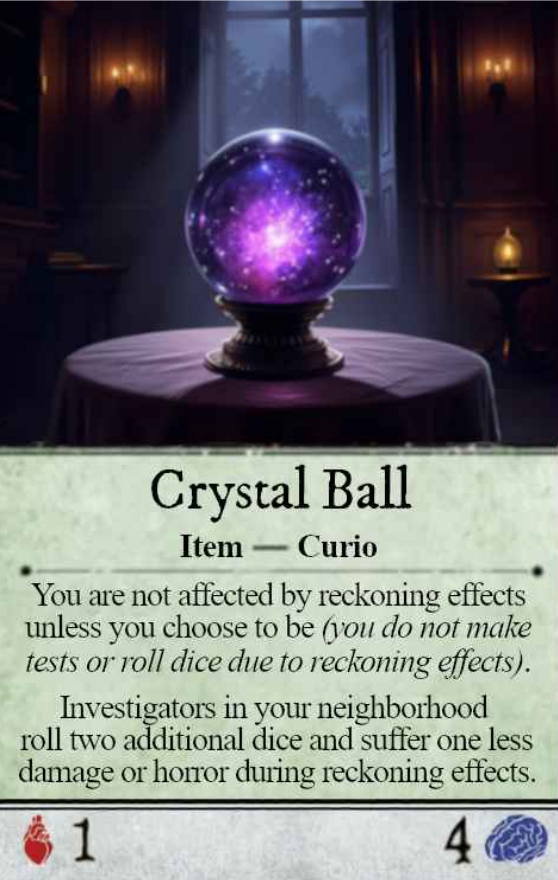 Crystal Ball
Item — Curio
You are not affected by reckoning effects
unless you choose to be (you do not make
tests or roll dice due to reckoning effects).
Investigators in your neighborhood
roll two additional dice and suffer one less
damage or horror during reckoning effects.
1 4